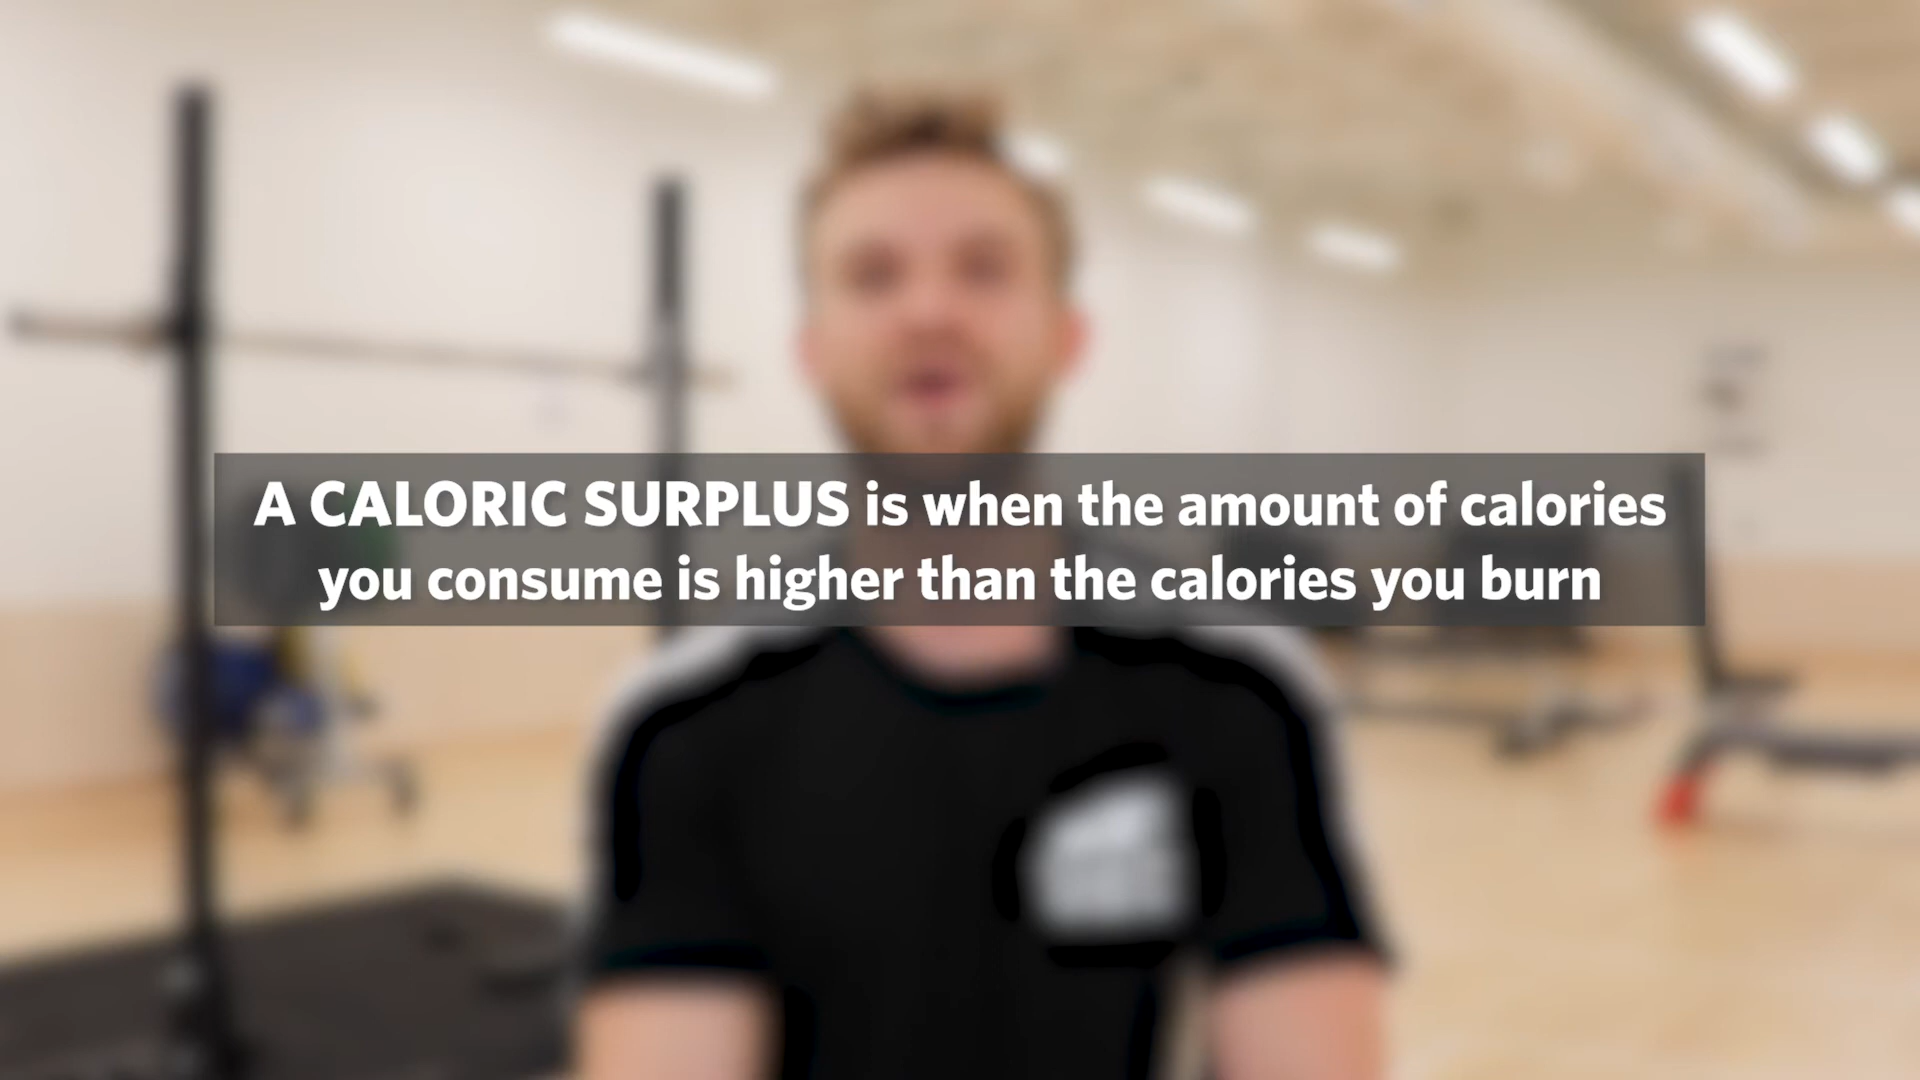 A CALORIC SURPLUS is when the amount of calories
you consume is higher than the calories you burn